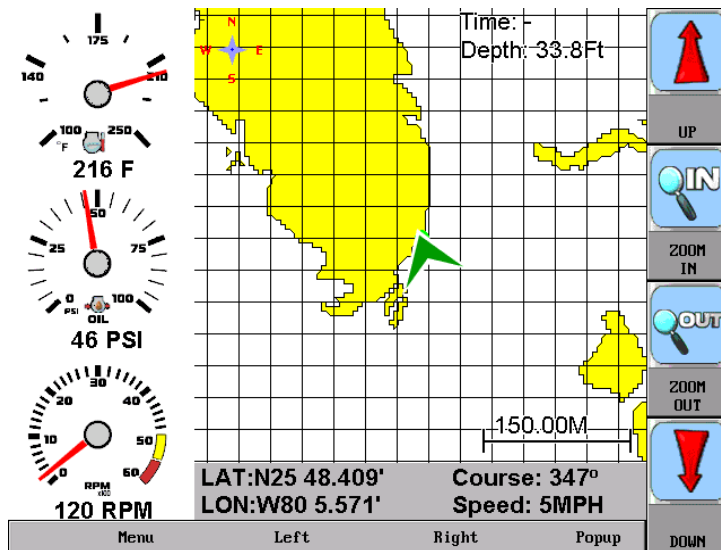 175
140
210
100
250
°F
216 F
50
25
75
0
100
PSI
OIL
46 PSI
30
20
40
10
50
0
60
RPM
x100
120 RPM
N
W E
S
Time: -
Depth: 33.8Ft
150.00M
LAT:N25 48.409' Course: 347º
LON:W80 5.571' Speed: 5MPH
UP
IN
ZOOM
IN
OUT
ZOOM
OUT
DOWN
Menu Left Right Popup